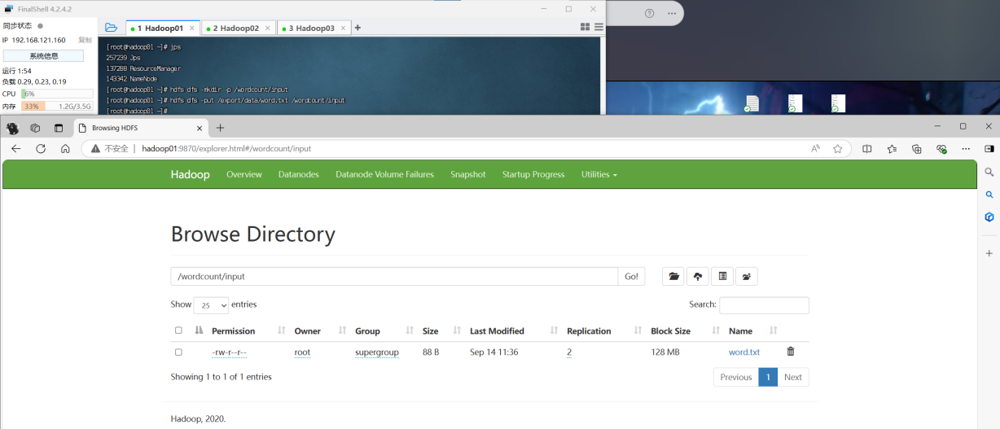 FinalShell 4.2.4.2
同步状态
IP 192.168.121.160 复制
系统信息
运行 1:54
负载 0.29, 0.23, 0.19
CPU 6%
内存 33% 1.2G/3.5G
1 Hadoop01 2 Hadoop02 3 Hadoop03
[root@hadoop01 ~]# jps
257239 Jps
137288 ResourceManager
143342 NameNode
[root@hadoop01 ~]# hdfs dfs -mkdir -p /wordcount/input
[root@hadoop01 ~]# hdfs dfs -put /export/data/word.txt /wordcount/input
[root@hadoop01 ~]#
Browsing HDFS
不安全 | hadoop01:9870/explorer.html#/wordcount/input
Hadoop Overview Datanodes Datanode Volume Failures Snapshot Startup Progress Utilities
Browse Directory
/wordcount/input Go!
Show 25 entries Search:
Permission Owner Group Size Last Modified Replication Block Size Name
-rw-r--r-- root supergroup 88 B Sep 14 11:36 2 128 MB word.txt
Showing 1 to 1 of 1 entries Previous 1 Next
Hadoop, 2020.